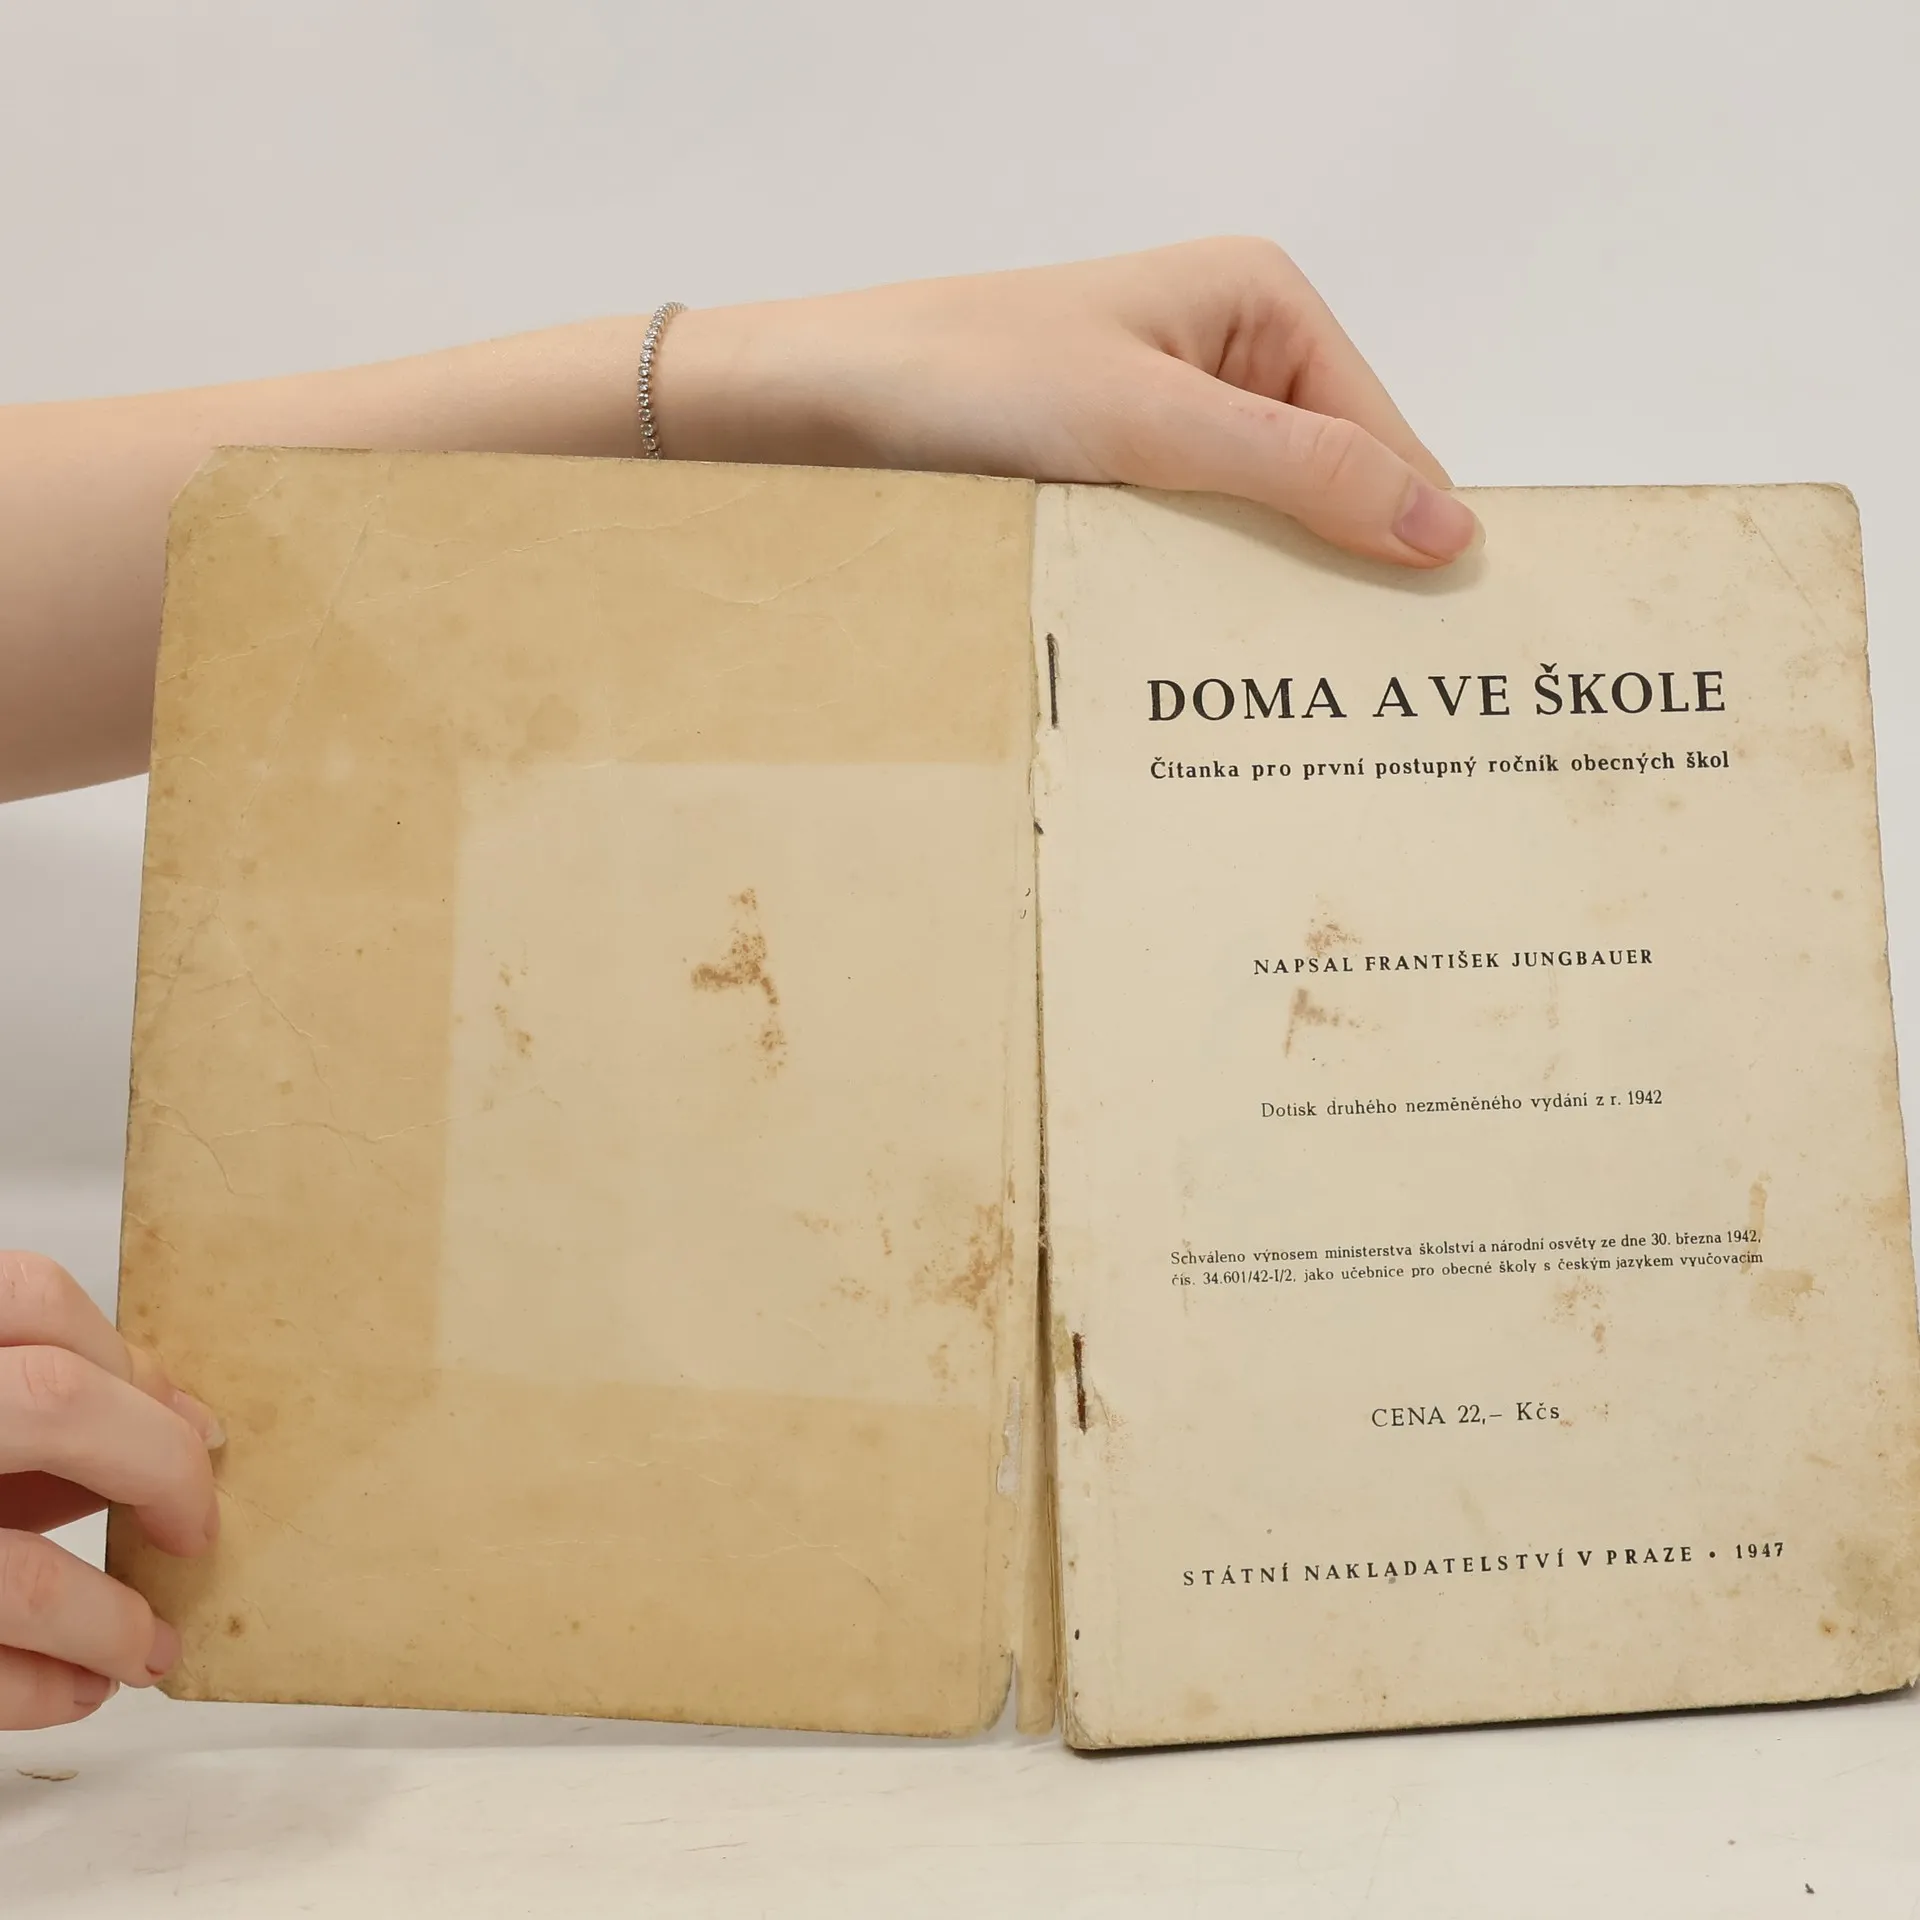 DOMA A VE ŠKOLE
Čítanka pro první postupný ročník obecných škol
NAPSAL FRANTIŠEK JUNGBAUER
Dotisk druhého nezměněného vydání z r. 1942
Schváleno výnosem ministerstva školství a národní osvěty ze dne 30. března 1942,
čís. 34.601/42-I/2, jako učebnice pro obecné školy s českým jazykem vyučovacím
CENA 22,– Kčs
STÁTNÍ NAKLADATELSTVÍ V PRAZE • 1947